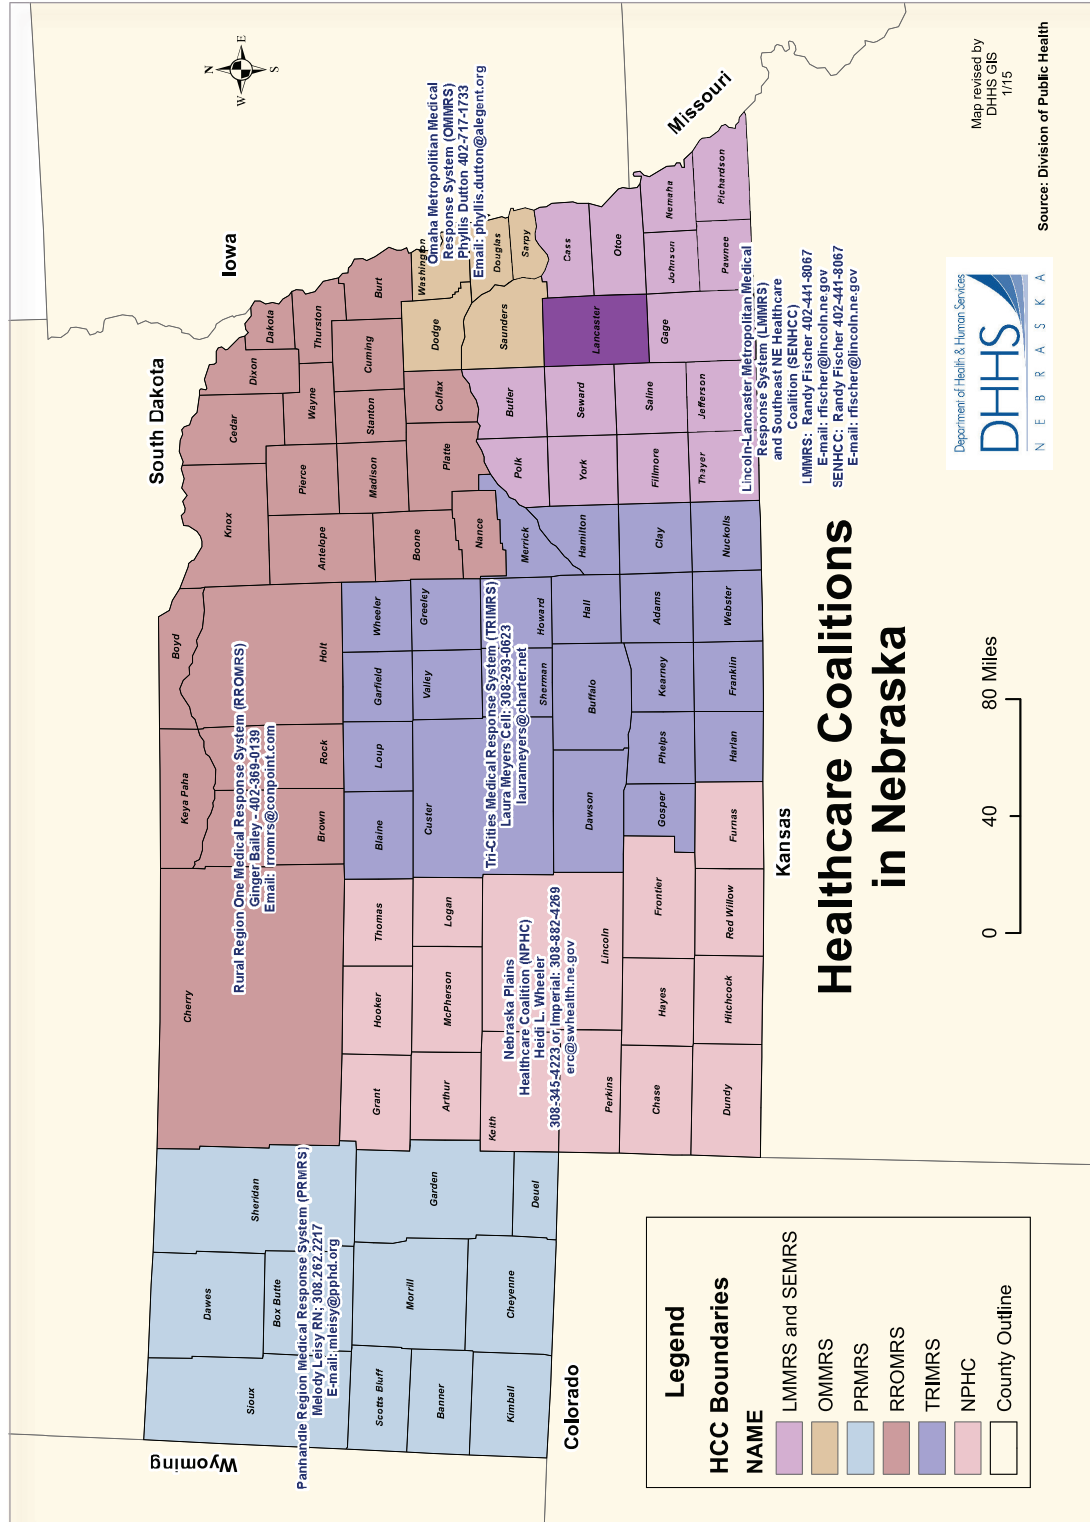 Healthcare Coalitions
in Nebraska
South Dakota
Iowa
Missouri
Kansas
Colorado
Wyoming
N
E
S
W
Panhandle Region Medical Response System (PRMRS)
Melody Leisy RN; 308.262.2217
E-mail: mleisy@pphd.org
Rural Region One Medical Response System (RROMRS)
Ginger Bailey - 402-369-0139
Email: rromrs@conpoint.com
Omaha Metropolitian Medical
Response System (OMMRS)
Phyllis Dutton 402-717-1733
Email: phyllis.dutton@alegent.org
Tri-Cities Medical Response System (TRIMRS)
Laura Meyers Cell: 308-293-0623
laurameyers@charter.net
Nebraska Plains
Healthcare Coalition (NPHC)
Heidi L. Wheeler
308-345-4223 or Imperial: 308-882-4269
erc@swhealth.ne.gov
Lincoln-Lancaster Metropolitan Medical
Response System (LMMRS)
and Southeast NE Healthcare
Coalition (SENHCC)
LMMRS: Randy Fischer 402-441-8067
E-mail: rfischer@lincoln.ne.gov
SENHCC: Randy Fischer 402-441-8067
E-mail: rfischer@lincoln.ne.gov
Sioux
Dawes
Box Butte
Sheridan
Scotts Bluff
Banner
Kimball
Morrill
Cheyenne
Garden
Deuel
Cherry
Keya Paha
Boyd
Brown
Rock
Holt
Knox
Cedar
Dixon
Dakota
Antelope
Pierce
Wayne
Thurston
Boone
Madison
Stanton
Cuming
Burt
Nance
Platte
Colfax
Dodge
Washington
Saunders
Douglas
Sarpy
Grant
Hooker
Thomas
Arthur
McPherson
Logan
Keith
Perkins
Lincoln
Chase
Hayes
Frontier
Dundy
Hitchcock
Red Willow
Furnas
Blaine
Loup
Garfield
Wheeler
Custer
Valley
Greeley
Sherman
Howard
Merrick
Dawson
Buffalo
Hall
Hamilton
Gosper
Phelps
Kearney
Adams
Clay
Harlan
Franklin
Webster
Nuckolls
Polk
Butler
York
Seward
Lancaster
Cass
Otoe
Fillmore
Saline
Gage
Johnson
Nemaha
Thayer
Jefferson
Pawnee
Richardson
Legend
HCC Boundaries
NAME
LMMRS and SEMRS
OMMRS
PRMRS
RROMRS
TRIMRS
NPHC
County Outline
0 40 80 Miles
Department of Health & Human Services
DHHS
N E B R A S K A
Map revised by
DHHS GIS
1/15
Source: Division of Public Health